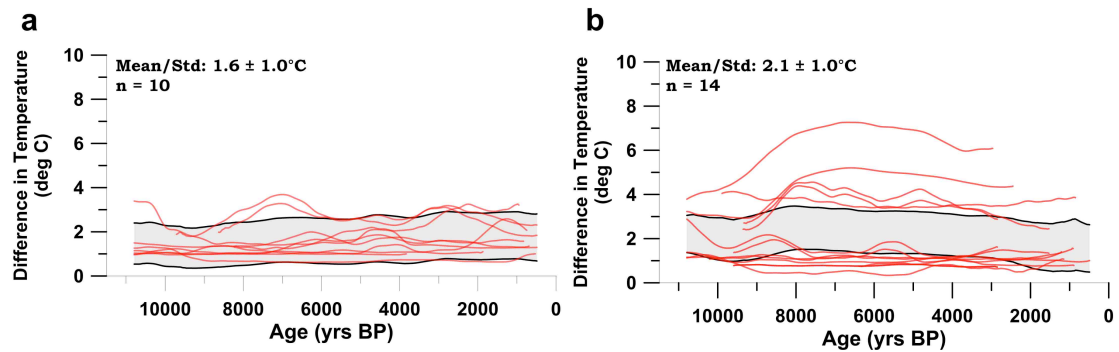 a
Mean/Std: 1.6 ± 1.0°C
n = 10
Difference in Temperature
(deg C)
10
8
6
4
2
0
10000 8000 6000 4000 2000 0
Age (yrs BP)
b
Mean/Std: 2.1 ± 1.0°C
n = 14
Difference in Temperature
(deg C)
10
8
6
4
2
0
10000 8000 6000 4000 2000 0
Age (yrs BP)